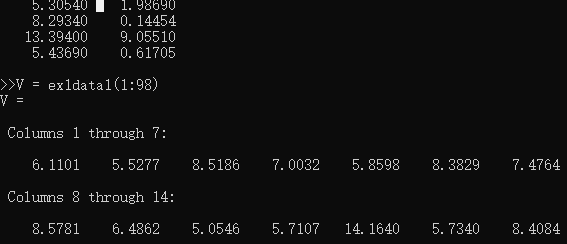 5.30540 1.98690
8.29340 0.14454
13.39400 9.05510
5.43690 0.61705
>>V = ex1data1(1:98)
V =
Columns 1 through 7:
6.1101 5.5277 8.5186 7.0032 5.8598 8.3829 7.4764
Columns 8 through 14:
8.5781 6.4862 5.0546 5.7107 14.1640 5.7340 8.4084